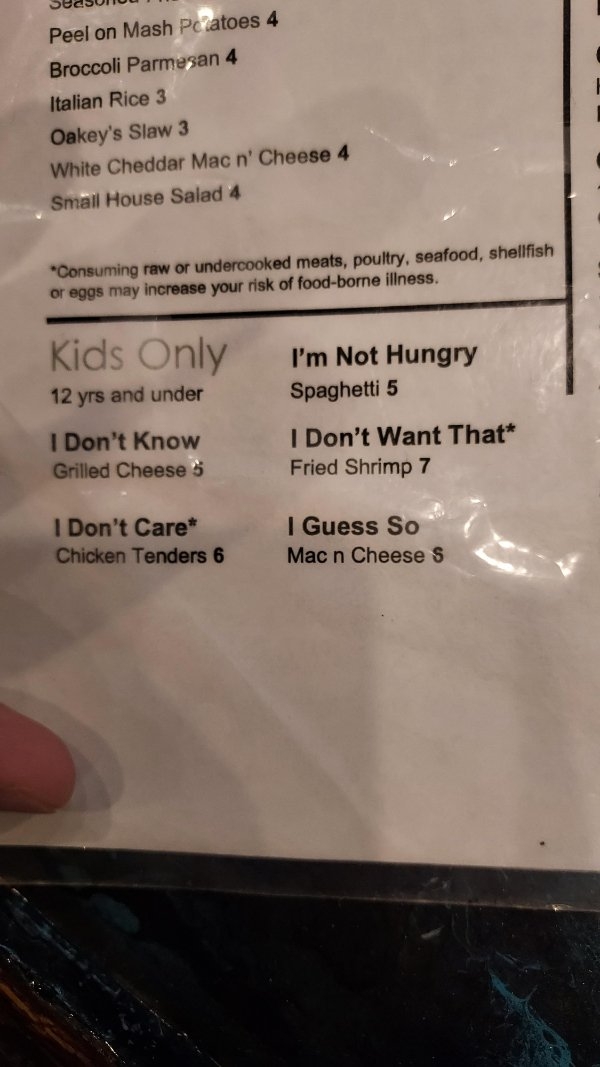 Peel on Mash Potatoes 4
Broccoli Parmesan 4
Italian Rice 3
Oakey's Slaw 3
White Cheddar Mac n' Cheese 4
Small House Salad 4
*Consuming raw or undercooked meats, poultry, seafood, shellfish
or eggs may increase your risk of food-borne illness.
Kids Only
12 yrs and under
I Don't Know
Grilled Cheese 5
I Don't Care*
Chicken Tenders 6
I'm Not Hungry
Spaghetti 5
I Don't Want That*
Fried Shrimp 7
I Guess So
Mac n Cheese